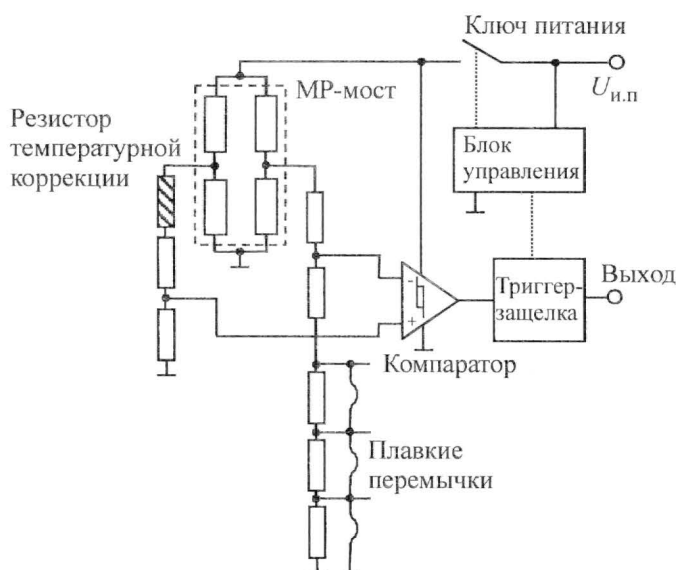 Ключ питания
МР-мост
U и.п
Резистор
температурной
коррекции
Блок
управления
Выход
Триггер-
защелка
-
+
Компаратор
Плавкие
перемычки